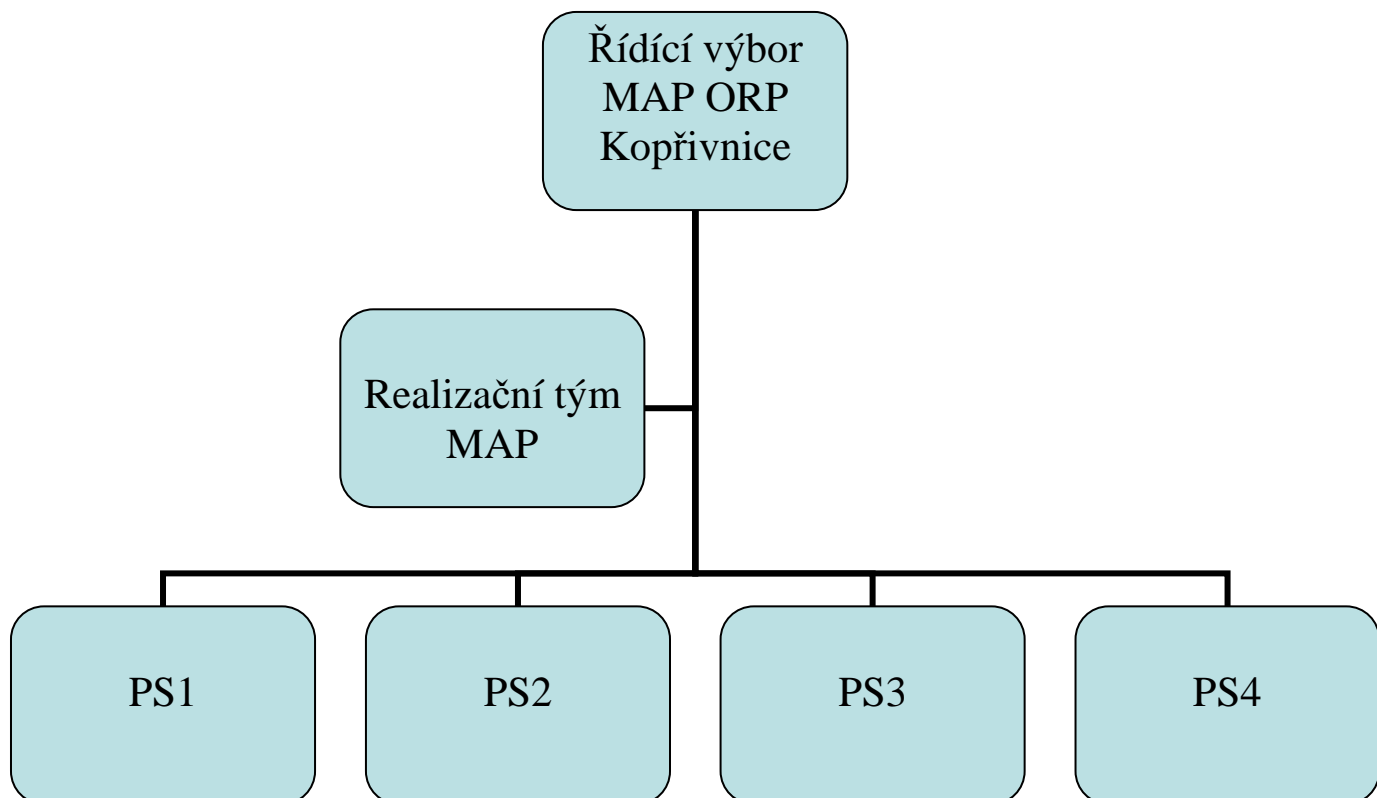 Řídící výbor
MAP ORP
Kopřivnice
Realizační tým
MAP
PS1
PS2
PS3
PS4